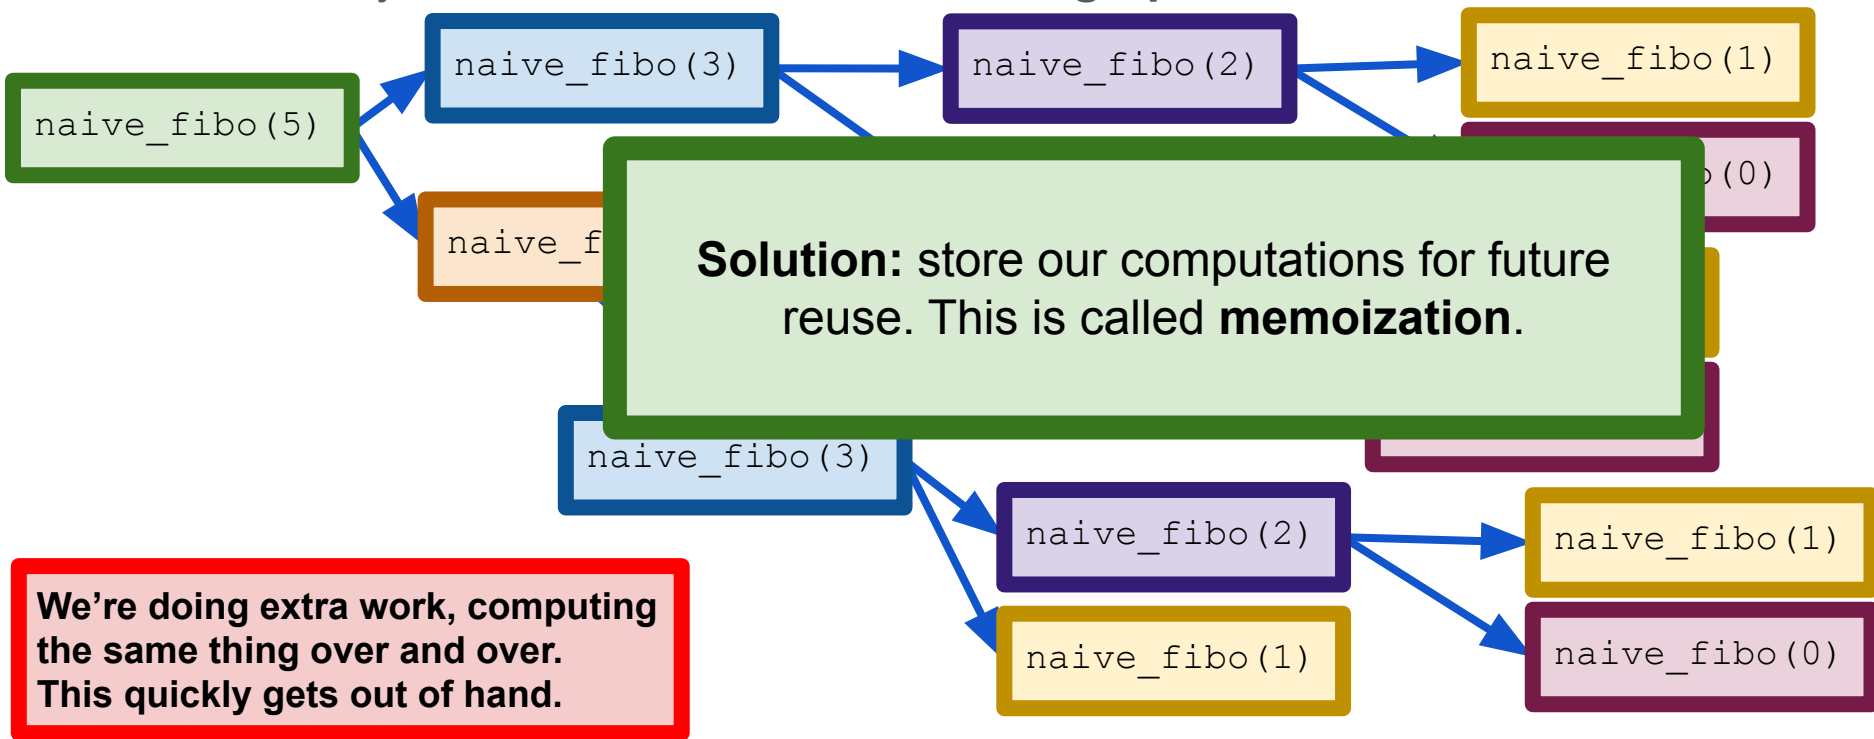 naive_fibo(3)
naive_fibo(2)
naive_fibo(1)
naive_fibo(5)
(0)
naive_f
Solution: store our computations for future
reuse. This is called memoization.
naive_fibo(3)
naive_fibo(2)
naive_fibo(1)
We're doing extra work, computing
the same thing over and over.
This quickly gets out of hand.
naive_fibo(1)
naive_fibo(0)